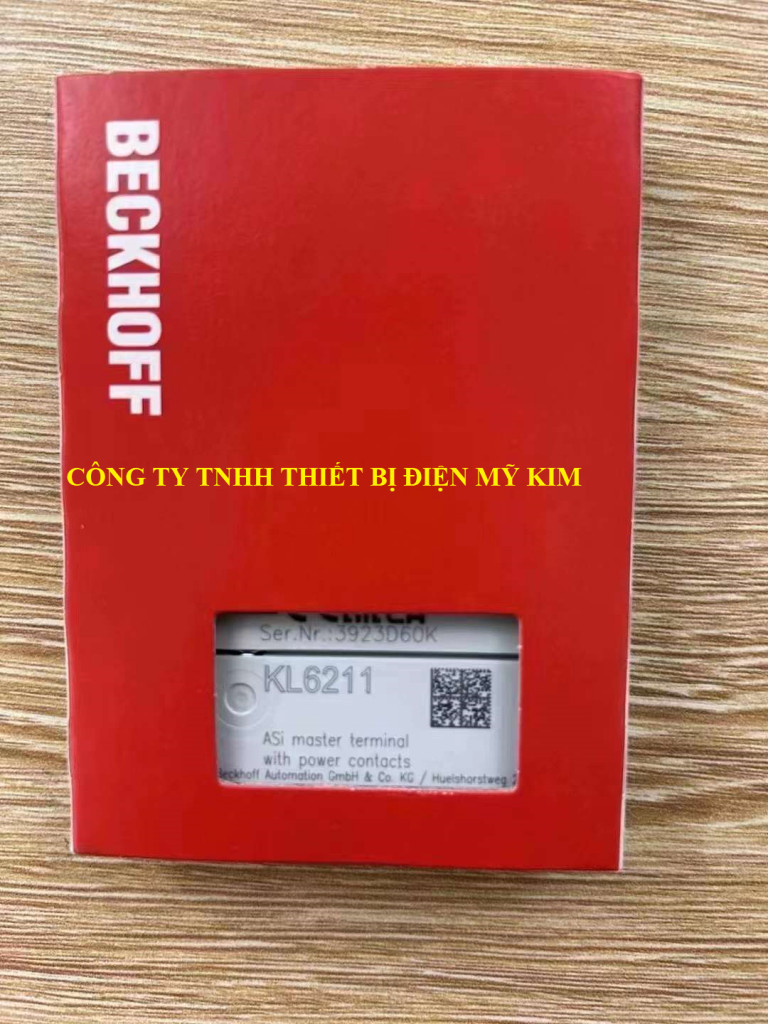 BECKHOFF
CÔNG TY TNHH THIẾT BỊ ĐIỆN MỸ KIM
Ser.Nr.:3923D60K
KL6211
ASi master terminal
with power contacts
Beckhoff Automation GmbH & Co. KG / Huelshorstweg 2